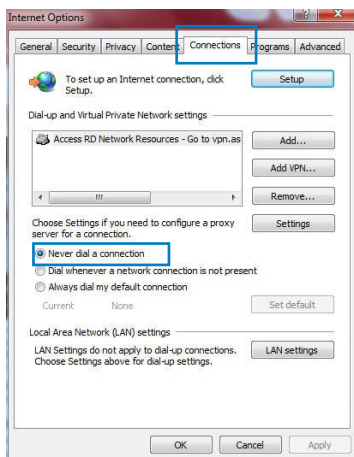 Internet Options
General Security Privacy Content Connections Programs Advanced
To set up an Internet connection, click
Setup.
Setup
Dial-up and Virtual Private Network settings
Access RD Network Resources - Go to vpn.as
Add...
Add VPN...
Remove...
Choose Settings if you need to configure a proxy
server for a connection.
Settings
Never dial a connection
Dial whenever a network connection is not present
Always dial my default connection
Current None
Set default
Local Area Network (LAN) settings
LAN Settings do not apply to dial-up connections.
Choose Settings above for dial-up settings.
LAN settings
OK Cancel Apply